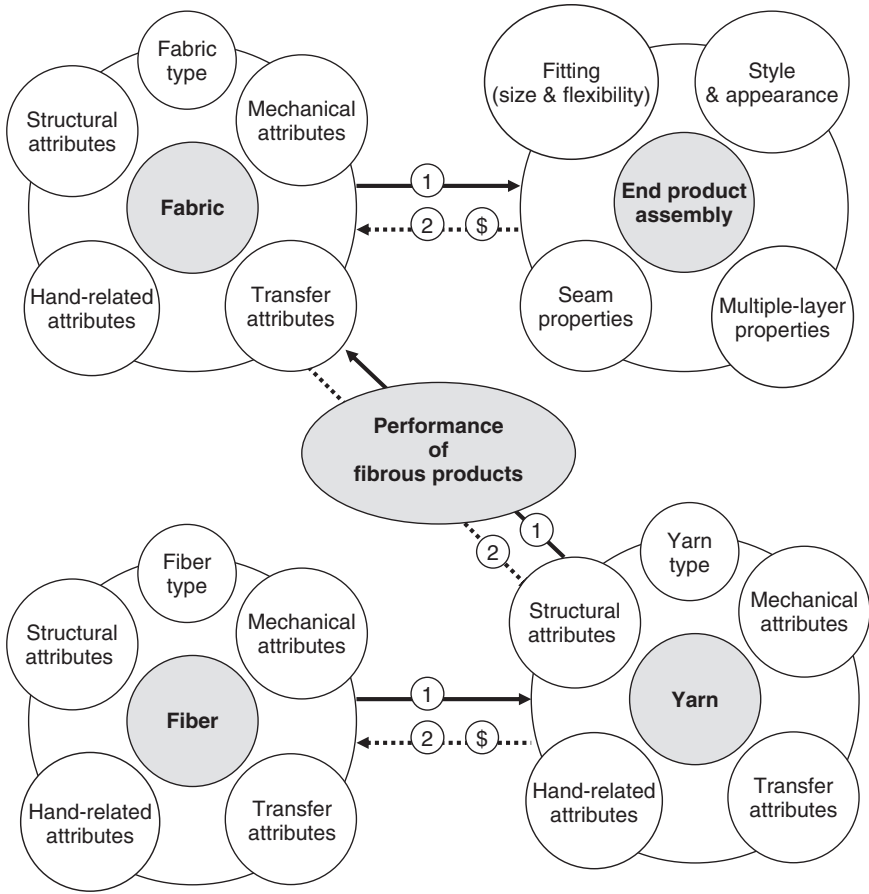 Fabric
type
Structural
attributes
Mechanical
attributes
Fabric
Hand-related
attributes
Transfer
attributes
1
2
$
Fitting
(size & flexibility)
Style
& appearance
End product
assembly
Seam
properties
Multiple-layer
properties
Performance
of
fibrous products
1
2
Fiber
type
Structural
attributes
Mechanical
attributes
Fiber
Hand-related
attributes
Transfer
attributes
1
2
$
Yarn
type
Structural
attributes
Mechanical
attributes
Yarn
Hand-related
attributes
Transfer
attributes